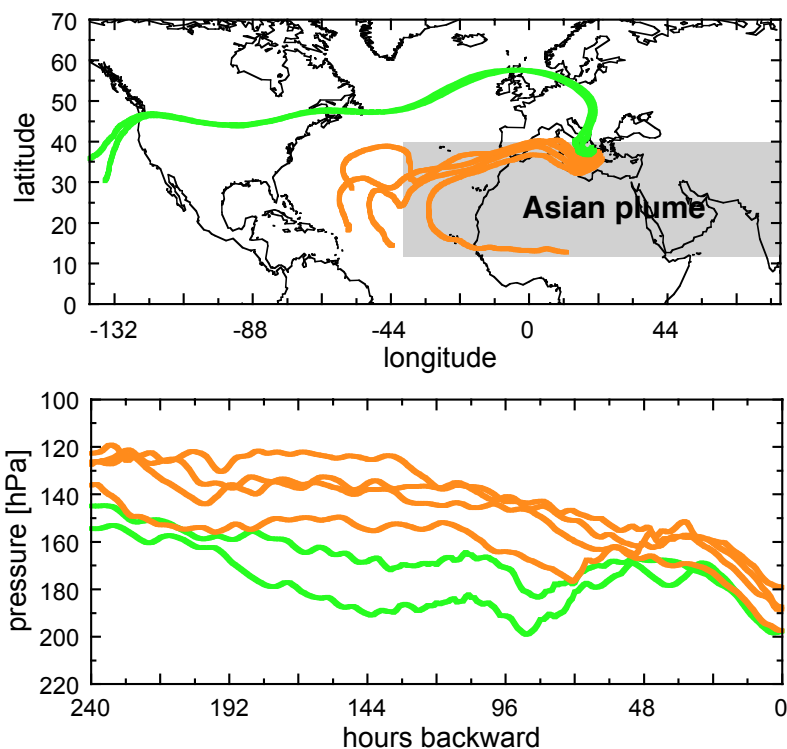 70
60
50
40
30
20
10
0
latitude
Asian plume
-132 -88 -44 0 44
longitude
100
120
140
160
180
200
220
pressure [hPa]
240 192 144 96 48 0
hours backward